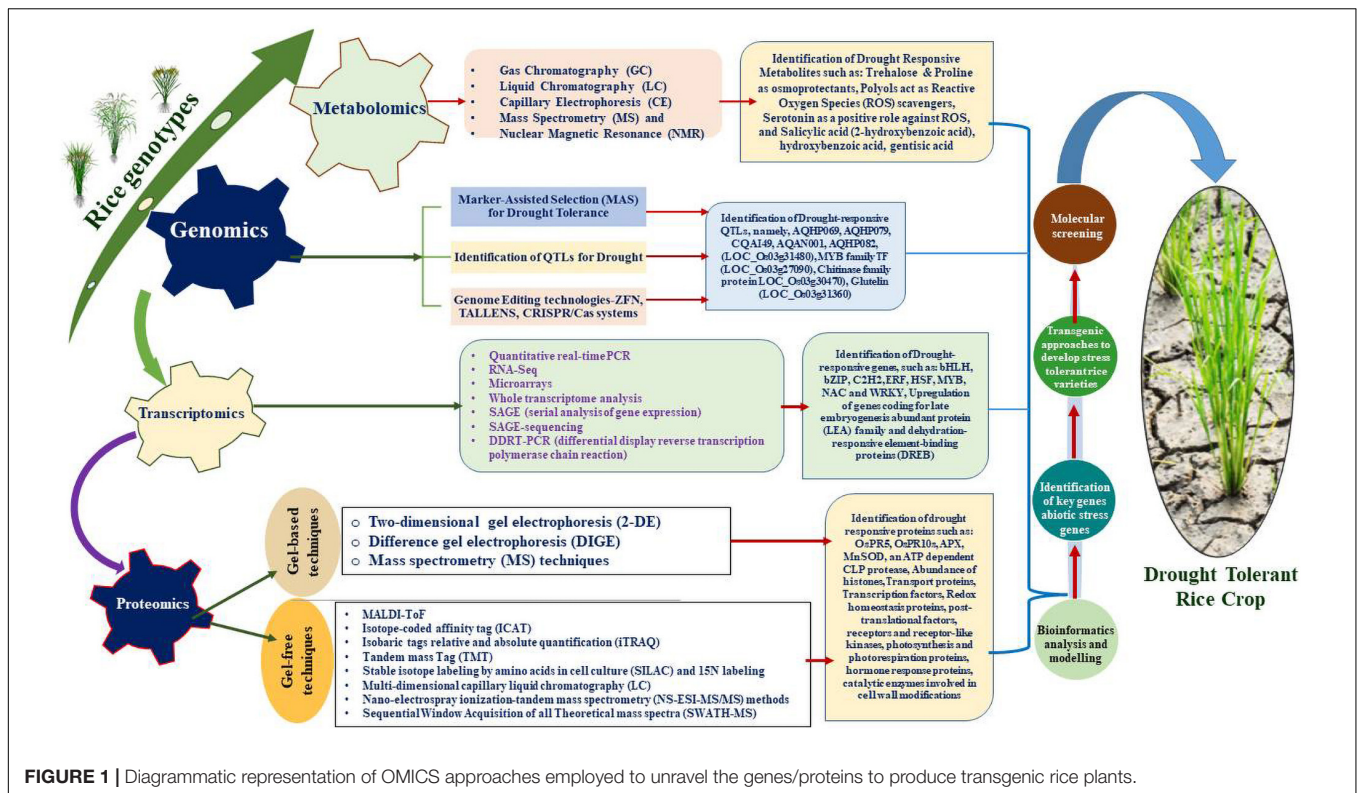 Rice genotypes
Metabolomics
• Gas Chromatography (GC)
• Liquid Chromatography (LC)
• Capillary Electrophoresis (CE)
• Mass Spectrometry (MS) and
• Nuclear Magnetic Resonance (NMR)
Identification of Drought Responsive
Metabolites such as: Trehalose & Proline
as osmoprotectants, Polyols act as Reactive
Oxygen Species (ROS) scavengers,
Serotonin as a positive role against ROS,
and Salicylic acid (2-hydroxybenzoic acid),
hydroxybenzoic acid, gentisic acid
Genomics
Marker-Assisted Selection (MAS)
for Drought Tolerance
Identification of QTLs for Drought
Genome Editing technologies-ZFN,
TALLENS, CRISPR/Cas systems
Identification of Drought-responsive
QTLs, namely, AQHP069, AQHP079,
CQAI49, AQAN001, AQHP082,
(LOC_Os03g31480), MYB family TF
(LOC_Os03g27090), Chitinase family
protein LOC_Os03g30470), Glutelin
(LOC_Os03g31360)
Transcriptomics
• Quantitative real-time PCR
• RNA-Seq
• Microarrays
• Whole transcriptome analysis
• SAGE (serial analysis of gene expression)
• SAGE-sequencing
• DDRT-PCR (differential display reverse transcription
polymerase chain reaction)
Identification of Drought-
responsive genes, such as: bHLH,
bZIP, C2H2, ERF, HSF, MYB,
NAC and WRKY, Upregulation
of genes coding for late
embryogenesis abundant protein
(LEA) family and dehydration-
responsive element-binding
proteins (DREB)
Proteomics
Gel-based
techniques
o Two-dimensional gel electrophoresis (2-DE)
o Difference gel electrophoresis (DIGE)
o Mass spectrometry (MS) techniques
Gel-free
techniques
• MALDI-ToF
• Isotope-coded affinity tag (ICAT)
• Isobaric tags relative and absolute quantification (iTRAQ)
• Tandem mass Tag (TMT)
• Stable isotope labeling by amino acids in cell culture (SILAC) and 15N labeling
• Multi-dimensional capillary liquid chromatography (LC)
• Nano-electrospray ionization-tandem mass spectrometry (NS-ESI-MS/MS) methods
• Sequential Window Acquisition of all Theoretical mass spectra (SWATH-MS)
Identification of drought
responsive proteins such as:
OsPR5, OsPR10s, APX,
MnSOD, an ATP dependent
CLP protease, Abundance of
histones, Transport proteins,
Transcription factors, Redox
homeostasis proteins, post-
translational factors,
receptors and receptor-like
kinases, photosynthesis and
photorespiration proteins,
hormone response proteins,
catalytic enzymes involved in
cell wall modifications
Molecular
screening
Transgenic
approaches to
develop stress
tolerant rice
varieties
Identification
of key genes
abiotic stress
genes
Bioinformatics
analysis and
modelling
Drought Tolerant
Rice Crop
FIGURE 1 | Diagrammatic representation of OMICS approaches employed to unravel the genes/proteins to produce transgenic rice plants.